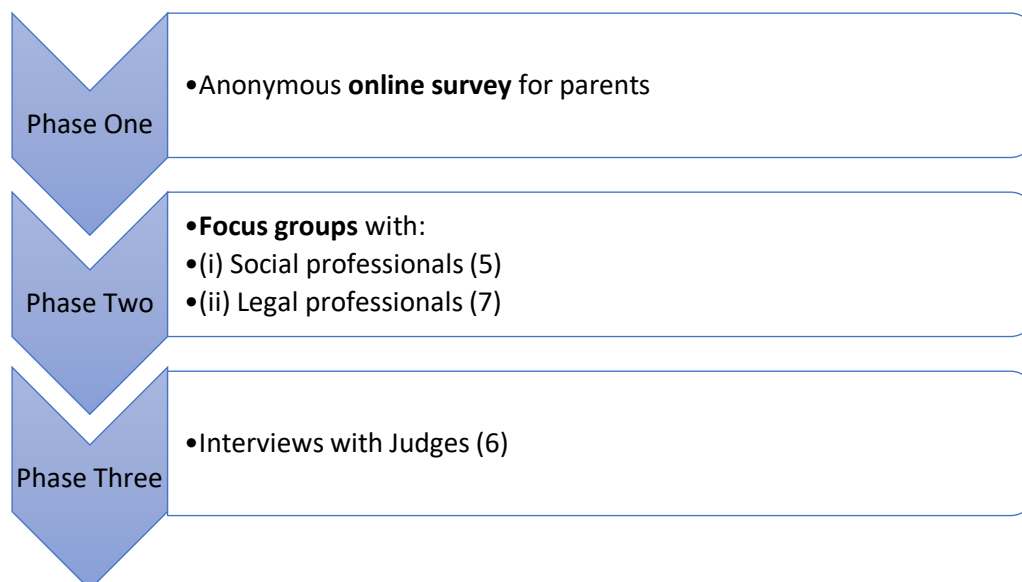 Phase One
•Anonymous online survey for parents
Phase Two
•Focus groups with:
•(i) Social professionals (5)
•(ii) Legal professionals (7)
Phase Three
•Interviews with Judges (6)